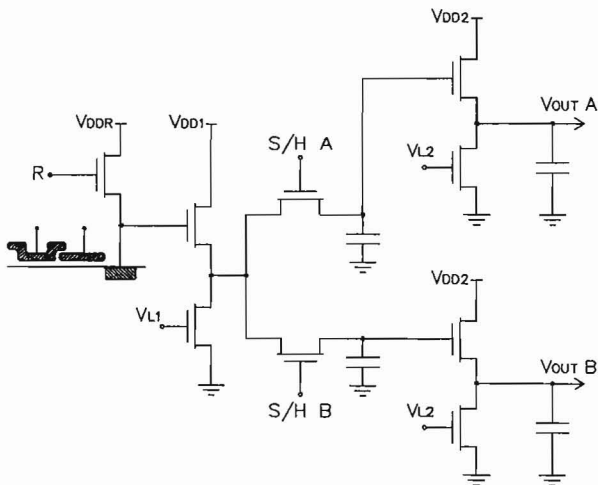 VDD2
VDDR
VDD1
VOUT A
S/H A
R
VL2
VDD2
VL1
VOUT B
S/H B
VL2